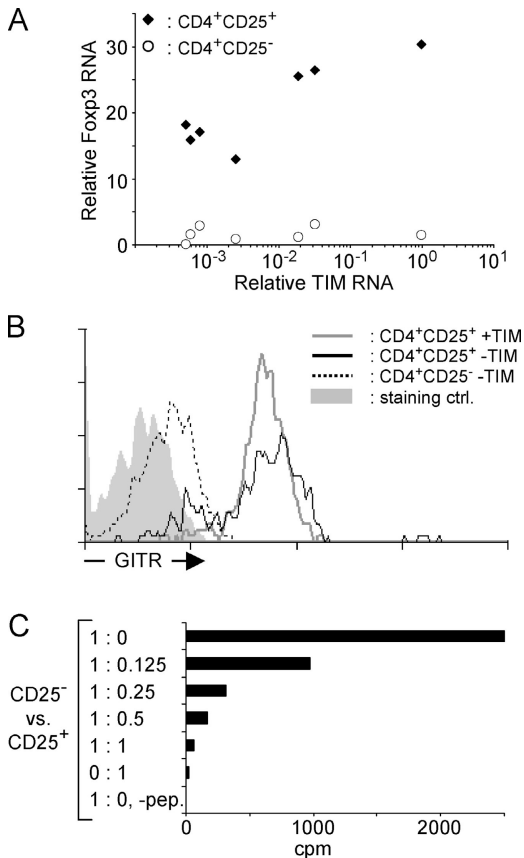 A
◆ : CD4⁺CD25⁺
○ : CD4⁺CD25⁻
Relative Foxp3 RNA
30
20
10
0
10⁻³ 10⁻² 10⁻¹ 10⁰ 10¹
Relative TIM RNA
B
: CD4⁺CD25⁺ +TIM
: CD4⁺CD25⁺ -TIM
: CD4⁺CD25⁻ -TIM
: staining ctrl.
GITR
C
CD25⁻
vs.
CD25⁺
1 : 0
1 : 0.125
1 : 0.25
1 : 0.5
1 : 1
0 : 1
1 : 0, -pep.
0 1000 2000
cpm